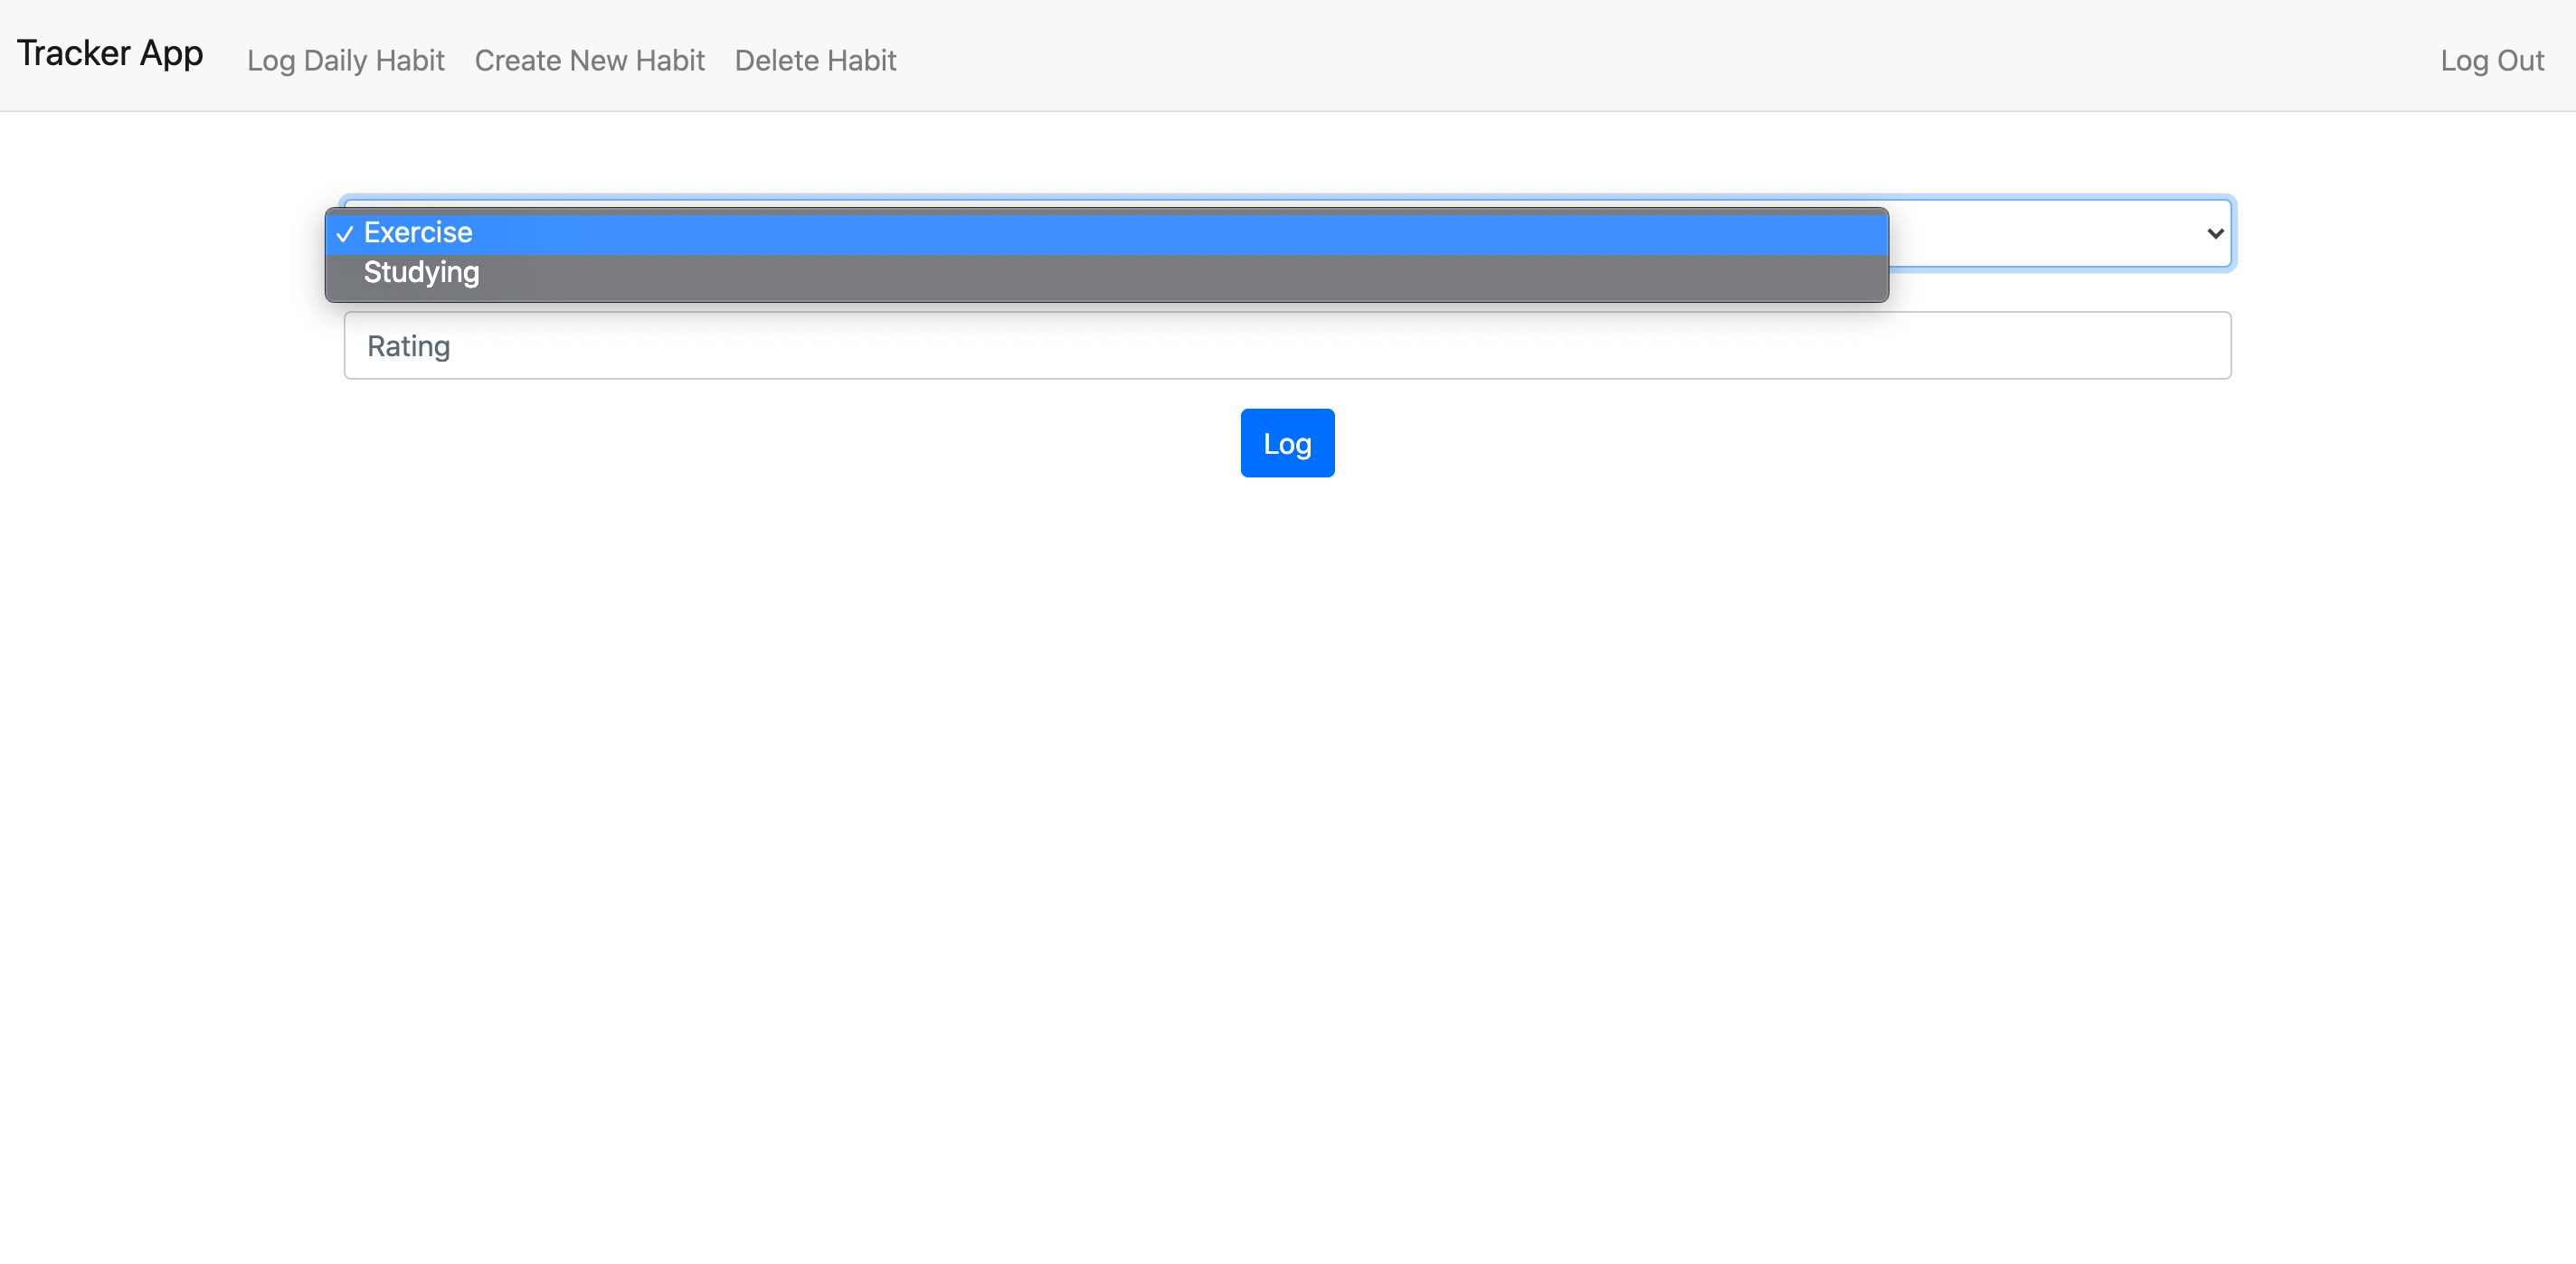 Tracker App Log Daily Habit Create New Habit Delete Habit Log Out
✓ Exercise
Studying
Rating
Log